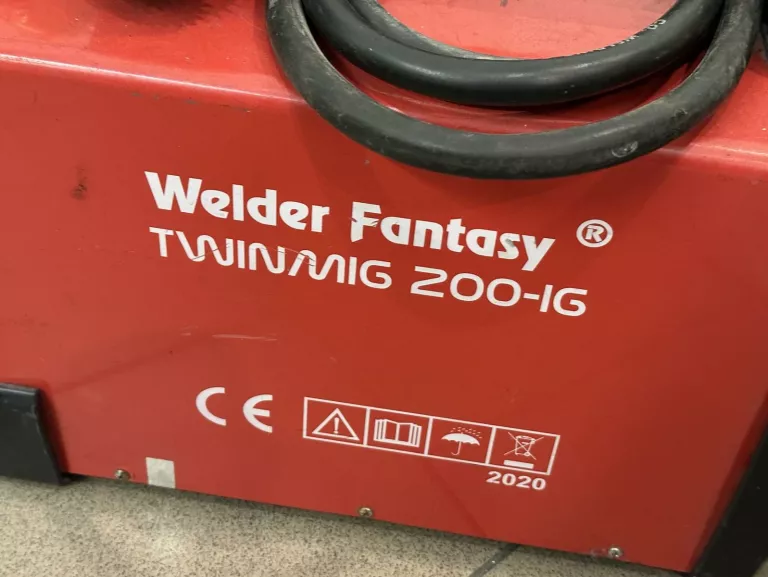 Welder Fantasy ®
TWINMIG 200-IG
CE
2020